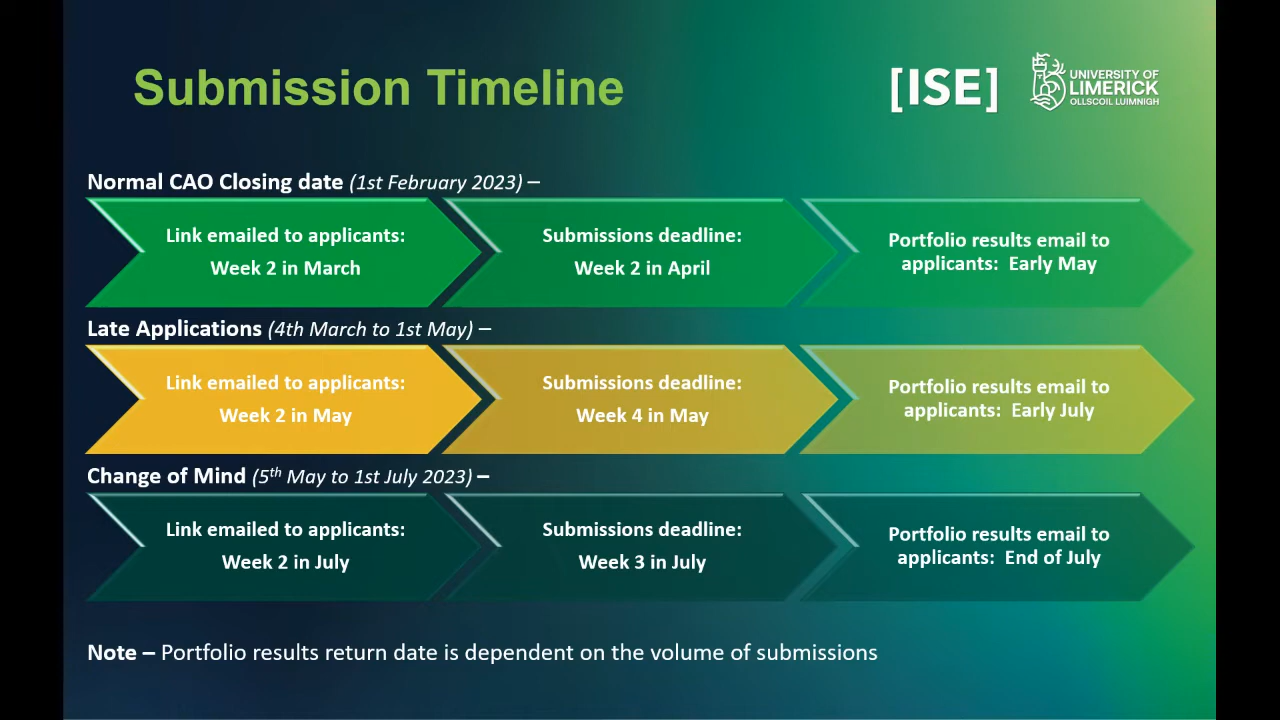 Submission Timeline
[ISE]
UNIVERSITY OF
LIMERICK
OLLSCOIL LUIMNIGH
Normal CAO Closing date (1st February 2023) –
Link emailed to applicants:
Week 2 in March
Submissions deadline:
Week 2 in April
Portfolio results email to
applicants: Early May
Late Applications (4th March to 1st May) –
Link emailed to applicants:
Week 2 in May
Submissions deadline:
Week 4 in May
Portfolio results email to
applicants: Early July
Change of Mind (5th May to 1st July 2023) –
Link emailed to applicants:
Week 2 in July
Submissions deadline:
Week 3 in July
Portfolio results email to
applicants: End of July
Note – Portfolio results return date is dependent on the volume of submissions